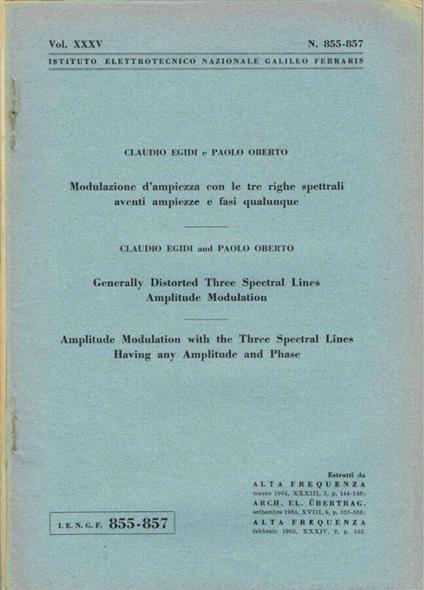 Vol. XXXV N. 855-857
ISTITUTO ELETTROTECNICO NAZIONALE GALILEO FERRARIS
CLAUDIO EGIDI e PAOLO OBERTO
Modulazione d'ampiezza con le tre righe spettrali
aventi ampiezze e fasi qualunque
CLAUDIO EGIDI and PAOLO OBERTO
Generally Distorted Three Spectral Lines
Amplitude Modulation
Amplitude Modulation with the Three Spectral Lines
Having any Amplitude and Phase
Estratti da
ALTA FREQUENZA
marzo 1964, XXXIII, 3, p. 144-156;
ARCH. EL. ÜBERTRAG.
settembre 1964, XVIII, 9, p. 525-536;
ALTA FREQUENZA
febbraio 1965, XXXIV, 2, p. 142.
I. E. N. G. F. 855-857